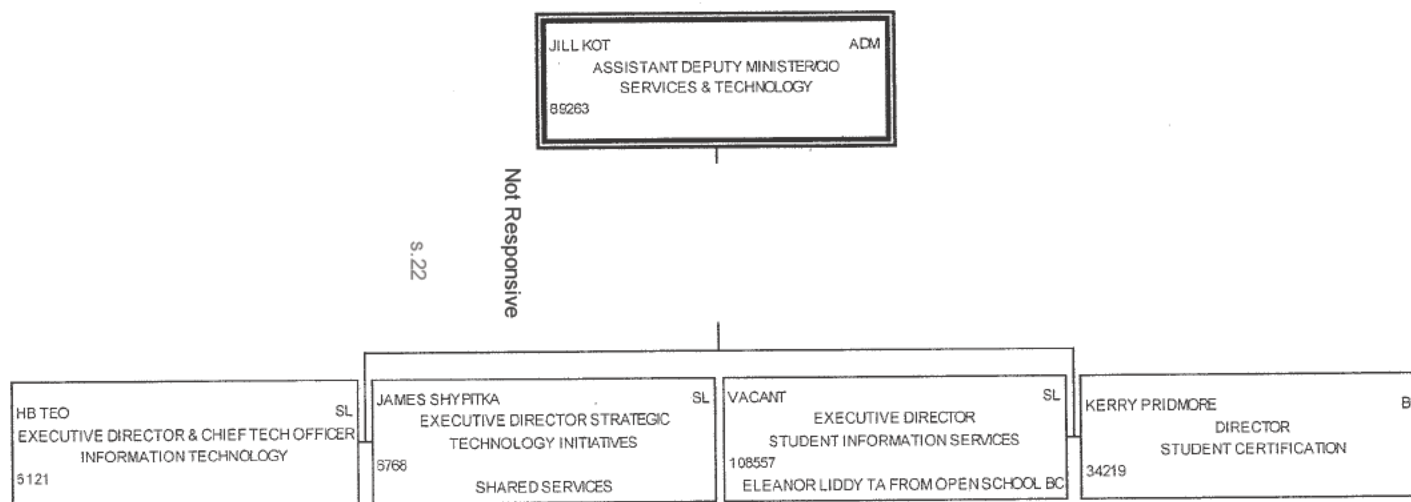 JILL KOT ADM
ASSISTANT DEPUTY MINISTER/CIO
SERVICES & TECHNOLOGY
89263
Not Responsive
s.22
HB TEO SL
EXECUTIVE DIRECTOR & CHIEF TECH OFFICER
INFORMATION TECHNOLOGY
5121
JAMES SHYPITKA SL
EXECUTIVE DIRECTOR STRATEGIC
TECHNOLOGY INITIATIVES
6768
SHARED SERVICES
VACANT SL
EXECUTIVE DIRECTOR
STUDENT INFORMATION SERVICES
108557
ELEANOR LIDDY TA FROM OPEN SCHOOL BC
KERRY PRIDMORE
DIRECTOR
STUDENT CERTIFICATION
34219